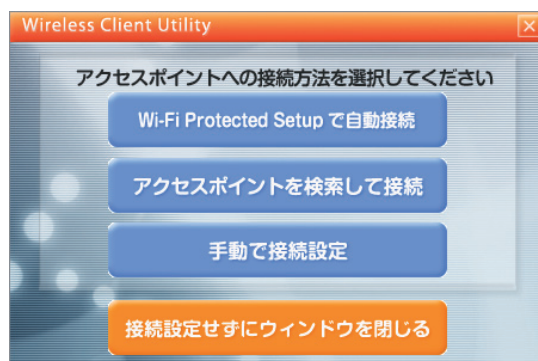 Wireless Client Utility
アクセスポイントへの接続方法を選択してください
Wi-Fi Protected Setup で自動接続
アクセスポイントを検索して接続
手動で接続設定
接続設定せずにウィンドウを閉じる